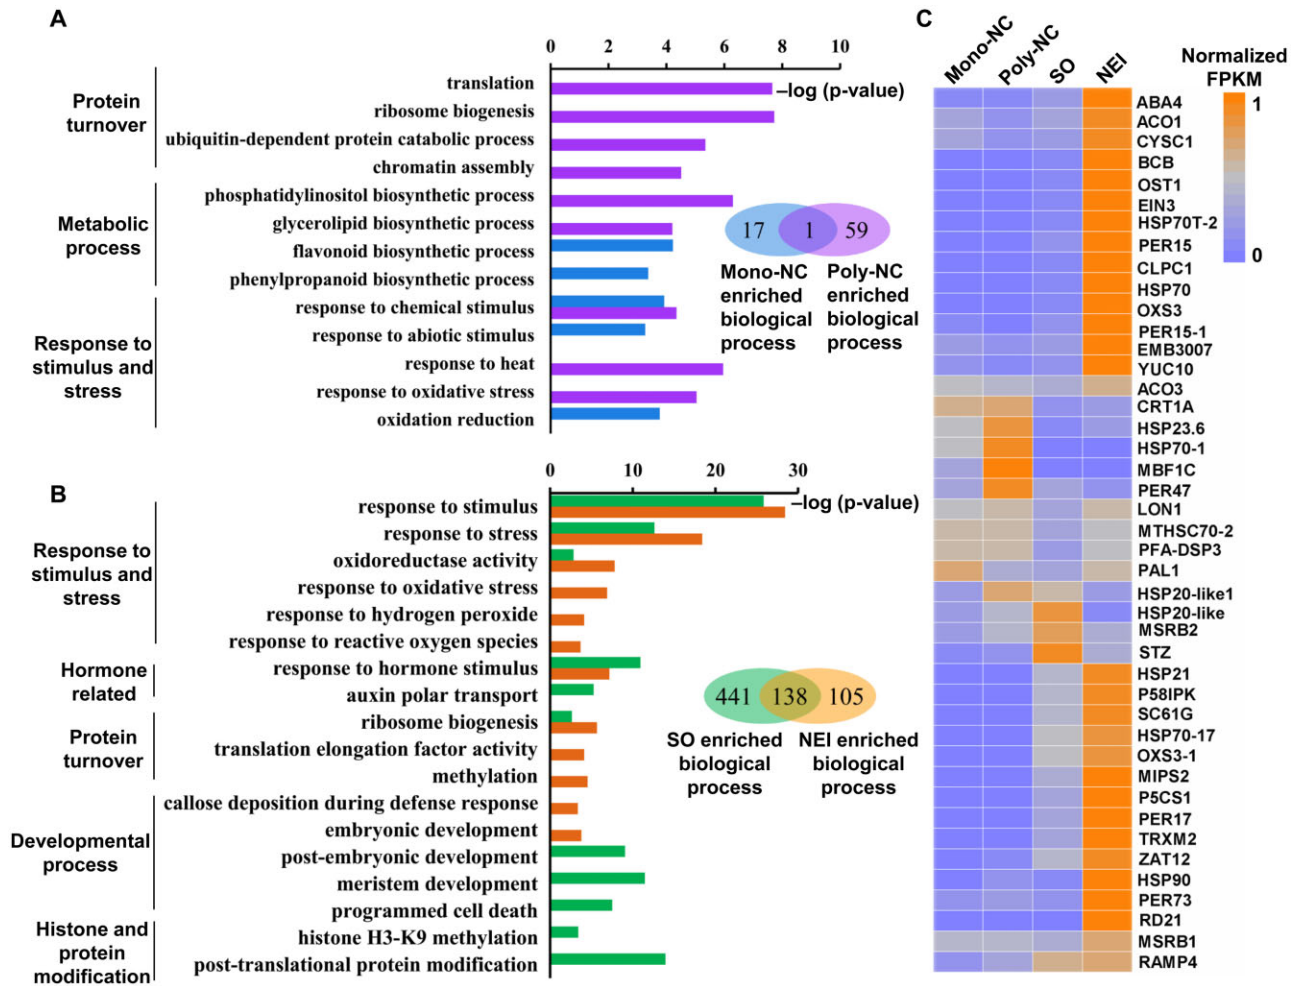 A
0 2 4 6 8 10
–log (p-value)
Protein
turnover
translation
ribosome biogenesis
ubiquitin-dependent protein catabolic process
chromatin assembly
Metabolic
process
phosphatidylinositol biosynthetic process
glycerolipid biosynthetic process
flavonoid biosynthetic process
phenylpropanoid biosynthetic process
Response to
stimulus and
stress
response to chemical stimulus
response to abiotic stimulus
response to heat
response to oxidative stress
oxidation reduction
17 1 59
Mono-NC
enriched
biological
process
Poly-NC
enriched
biological
process
B
0 10 20 30
–log (p-value)
Response to
stimulus and
stress
response to stimulus
response to stress
oxidoreductase activity
response to oxidative stress
response to hydrogen peroxide
response to reactive oxygen species
Hormone
related
response to hormone stimulus
auxin polar transport
Protein
turnover
ribosome biogenesis
translation elongation factor activity
methylation
Developmental
process
callose deposition during defense response
embryonic development
post-embryonic development
meristem development
programmed cell death
Histone and
protein
modification
histone H3-K9 methylation
post-translational protein modification
441 138 105
SO enriched
biological
process
NEI enriched
biological
process
C
Mono-NC
Poly-NC
SO
NEI
Normalized
FPKM
1
0
ABA4
ACO1
CYSC1
BCB
OST1
EIN3
HSP70T-2
PER15
CLPC1
HSP70
OXS3
PER15-1
EMB3007
YUC10
ACO3
CRT1A
HSP23.6
HSP70-1
MBF1C
PER47
LON1
MTHSC70-2
PFA-DSP3
PAL1
HSP20-like1
HSP20-like
MSRB2
STZ
HSP21
P58IPK
SC61G
HSP70-17
OXS3-1
MIPS2
P5CS1
PER17
TRXM2
ZAT12
HSP90
PER73
RD21
MSRB1
RAMP4